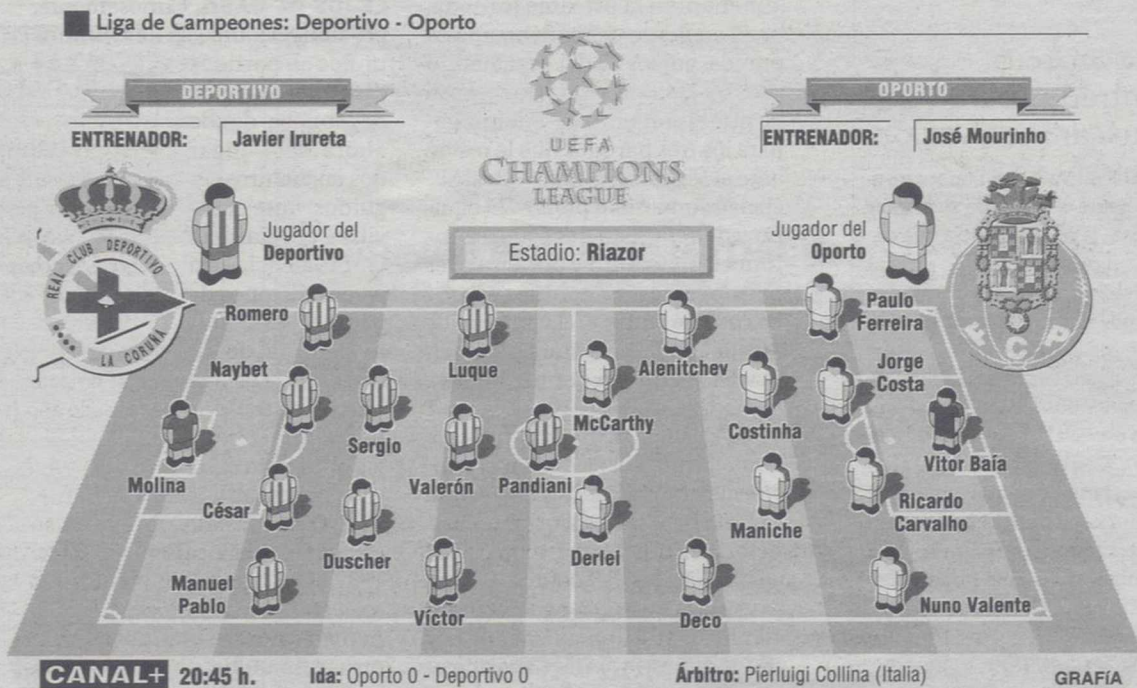 Liga de Campeones: Deportivo - Oporto
DEPORTIVO
ENTRENADOR: Javier Irureta
OPORTO
ENTRENADOR: José Mourinho
UEFA
CHAMPIONS
LEAGUE
REAL CLUB DEPORTIVO
LA CORUÑA
Jugador del
Deportivo
Estadio: Riazor
Jugador del
Oporto
F C P
Romero
Naybet
Molina
César
Manuel
Pablo
Luque
Sergio
Valerón
Duscher
Víctor
Pandiani
McCarthy
Derlei
Alenitchev
Costinha
Maniche
Deco
Paulo
Ferreira
Jorge
Costa
Vitor Baía
Ricardo
Carvalho
Nuno Valente
CANAL+ 20:45 h. Ida: Oporto 0 - Deportivo 0 Árbitro: Pierluigi Collina (Italia) GRAFÍA